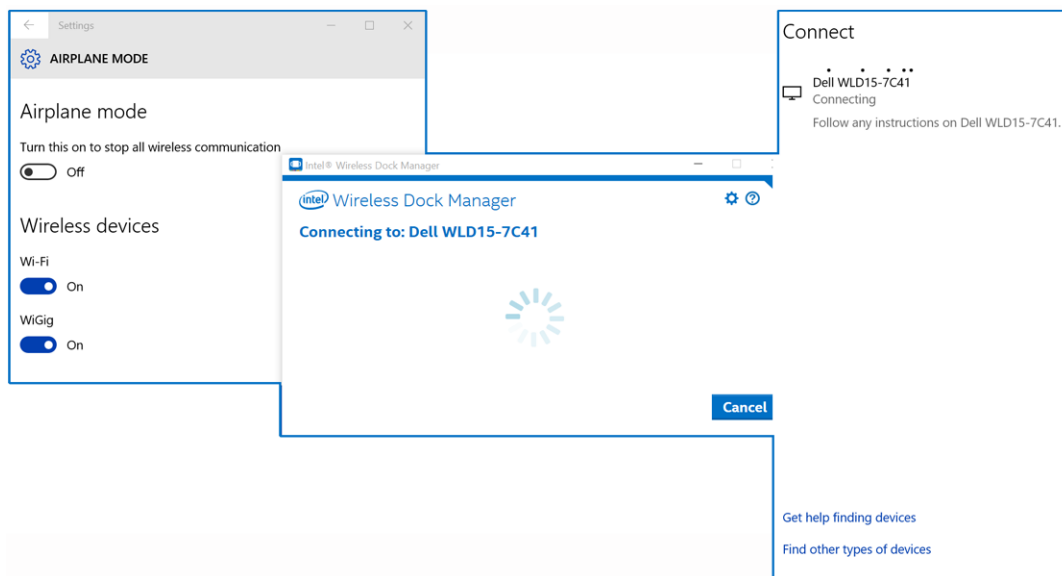 Settings
AIRPLANE MODE
Airplane mode
Turn this on to stop all wireless communication
Off
Wireless devices
Wi-Fi
On
WiGig
On
Intel® Wireless Dock Manager
intel Wireless Dock Manager
Connecting to: Dell WLD15-7C41
Cancel
Connect
Dell WLD15-7C41
Connecting
Follow any instructions on Dell WLD15-7C41.
Get help finding devices
Find other types of devices